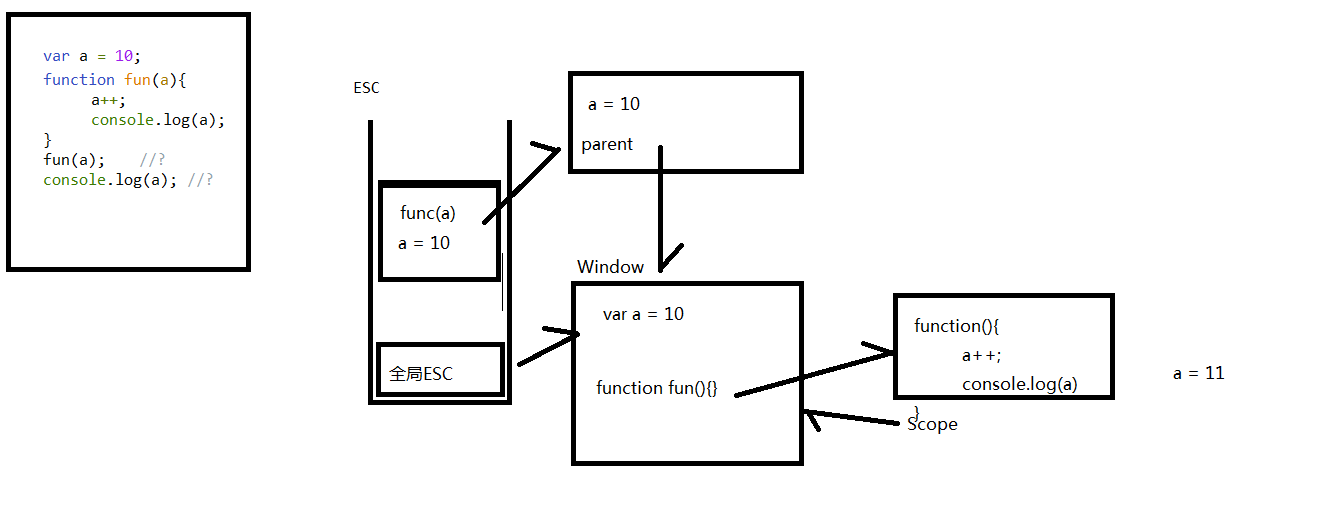 var a = 10;
function fun(a){
a++;
console.log(a);
}
fun(a); //?
console.log(a); //?
ESC
func(a)
a = 10
全局ESC
a = 10
parent
Window
var a = 10
function fun(){}
function(){
a++;
console.log(a)
}
Scope
a = 11